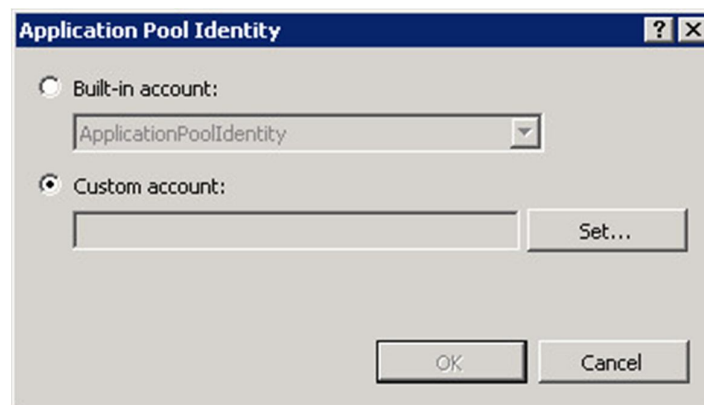 Application Pool Identity
Built-in account:
ApplicationPoolIdentity
Custom account:
Set...
OK
Cancel